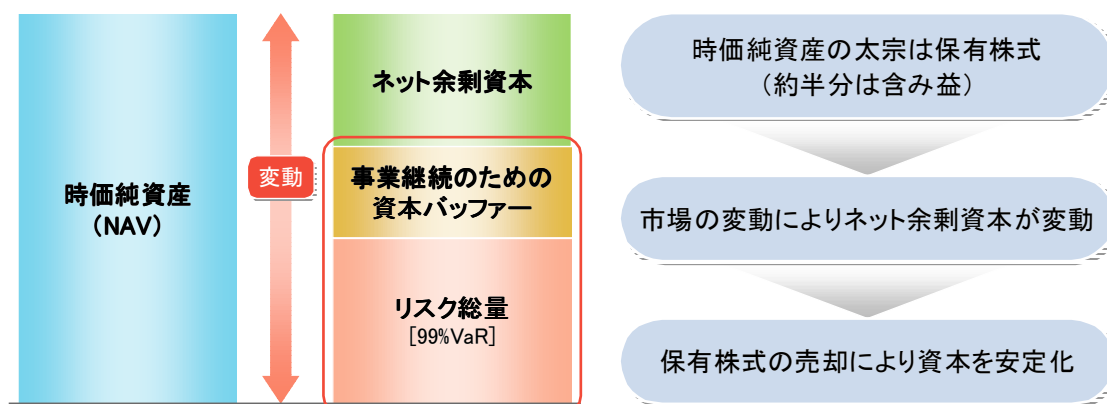 時価純資産
(NAV)
変動
ネット余剰資本
事業継続のための
資本バッファー
リスク総量
[99%VaR]
時価純資産の太宗は保有株式
(約半分は含み益)
市場の変動によりネット余剰資本が変動
保有株式の売却により資本を安定化